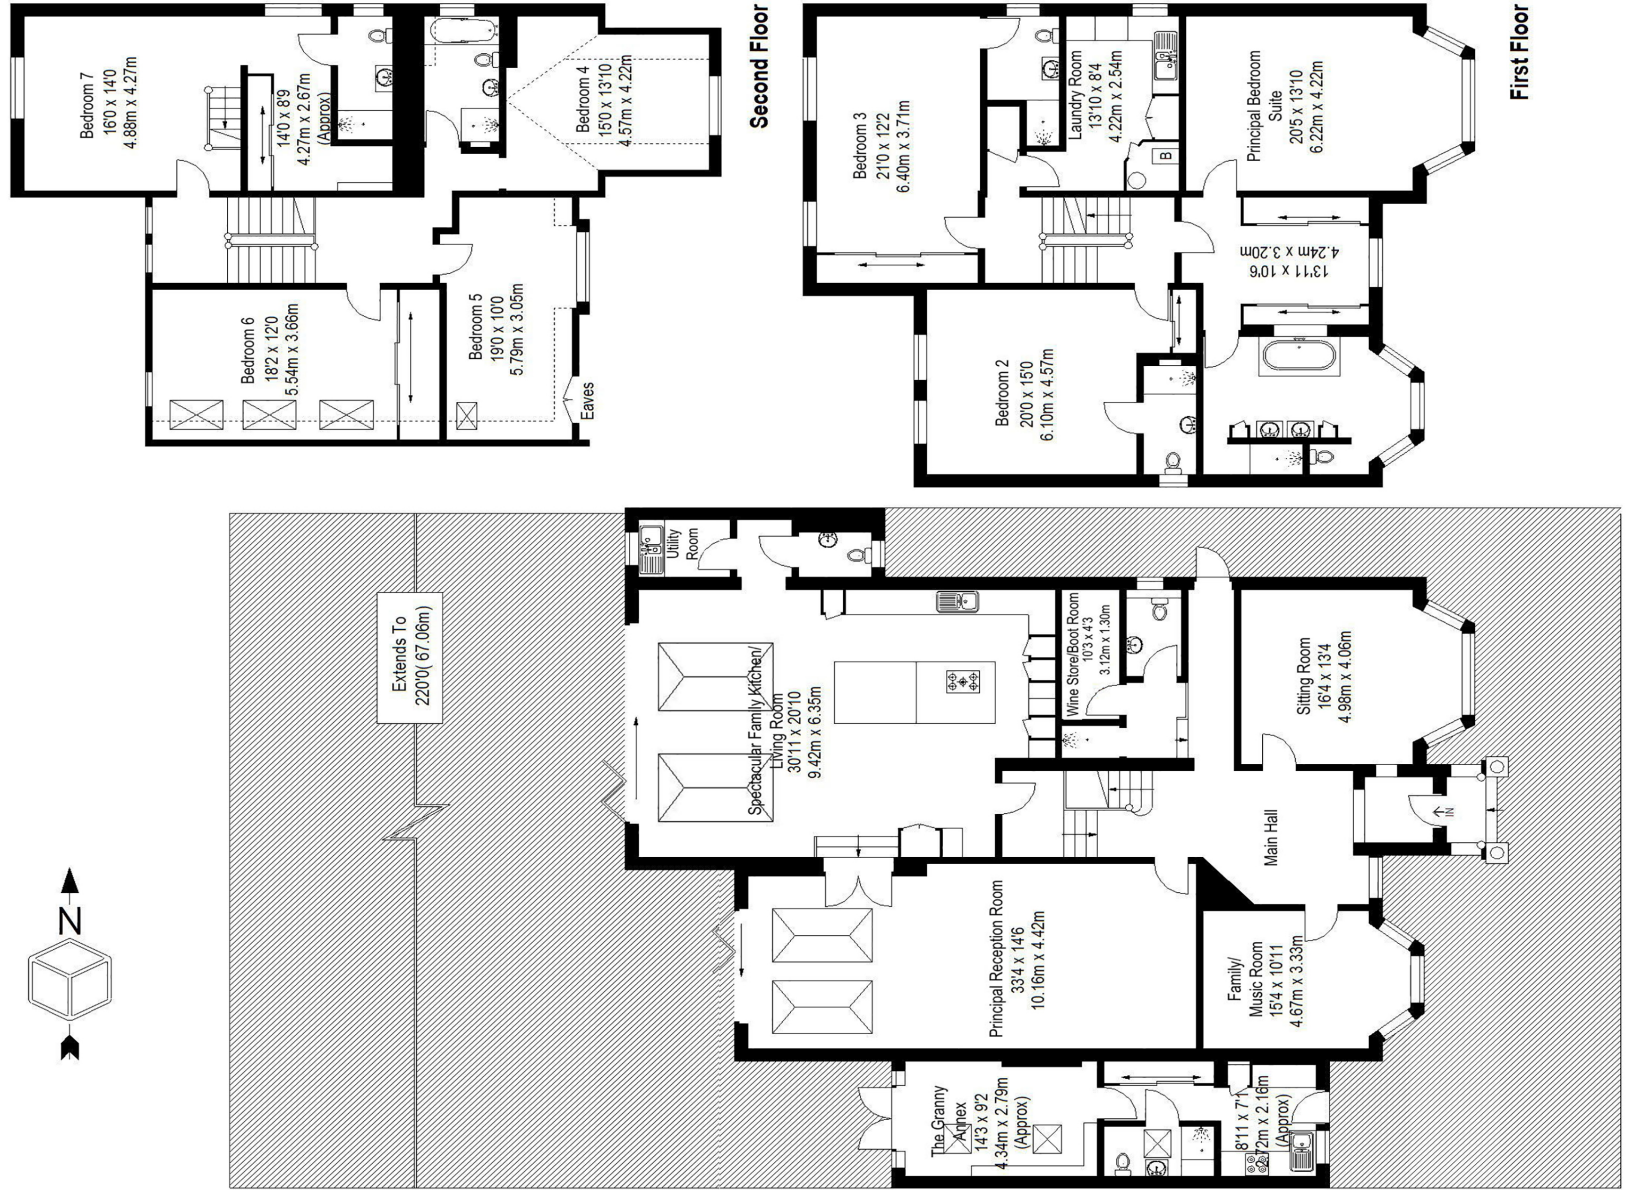 Bedroom 7
16'0 x 14'0
4.88m x 4.27m
14'0 x 8'9
4.27m x 2.67m
(Approx)
Bedroom 4
15'0 x 13'10
4.57m x 4.22m
Bedroom 6
18'2 x 12'0
5.54m x 3.66m
Bedroom 5
19'0 x 10'0
5.79m x 3.05m
Eaves
Second Floor
Bedroom 3
21'0 x 12'2
6.40m x 3.71m
Laundry Room
13'10 x 8'4
4.22m x 2.54m
B
Principal Bedroom
Suite
20'5 x 13'10
6.22m x 4.22m
13'11 x 10'6
4.24m x 3.20m
Bedroom 2
20'0 x 15'0
6.10m x 4.57m
First Floor
Extends To
220'0( 67.06m)
Utility
Room
Spectacular Family Kitchen/
Living Room
30'11 x 20'10
9.42m x 6.35m
Wine Store/Boot Room
10'3 x 4'3
3.12m x 1.30m
Sitting Room
16'4 x 13'4
4.98m x 4.06m
Main Hall
IN
Principal Reception Room
33'4 x 14'6
10.16m x 4.42m
Family/
Music Room
15'4 x 10'11
4.67m x 3.33m
The Granny
Annex
14'3 x 9'2
4.34m x 2.79m
(Approx)
8'11 x 7'1
2.72m x 2.16m
(Approx)
N